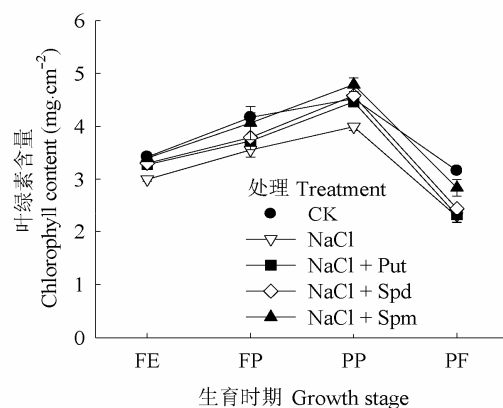 叶绿素含量
Chlorophyll content (mg·cm⁻²)
6
5
4
3
2
1
0
处理 Treatment
CK
NaCl
NaCl + Put
NaCl + Spd
NaCl + Spm
FE FP PP PF
生育时期 Growth stage